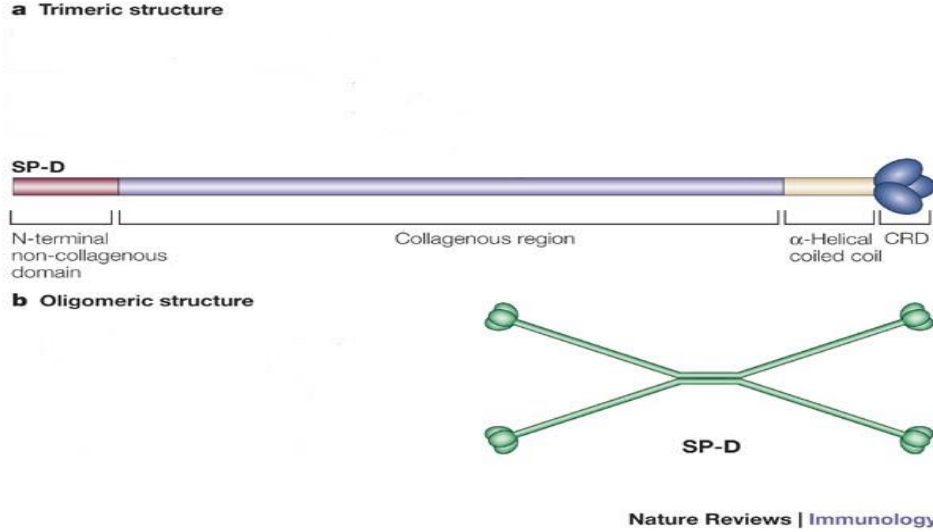 a Trimeric structure
SP-D
N-terminal
non-collagenous
domain
Collagenous region
α-Helical
coiled coil
CRD
b Oligomeric structure
SP-D
Nature Reviews | Immunology